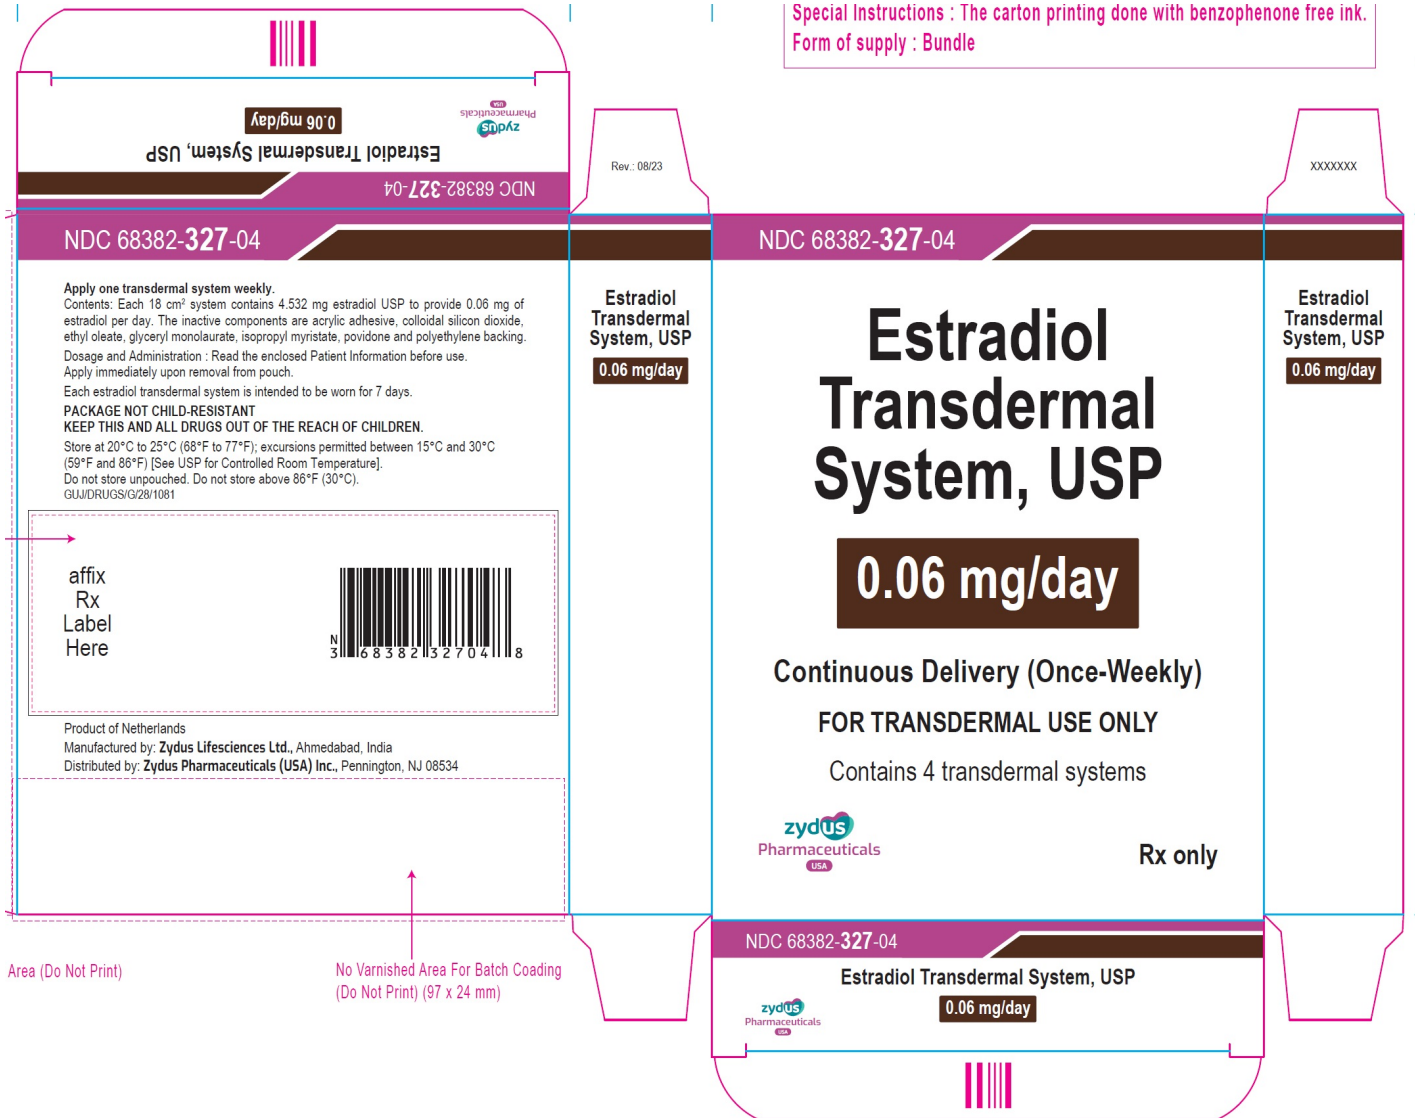 Special Instructions : The carton printing done with benzophenone free ink.
Form of supply : Bundle
NDC 68382-327-04
Estradiol Transdermal System, USP
0.06 mg/day
zydus
Pharmaceuticals
USA
Rev.: 08/23
XXXXXXX
NDC 68382-327-04
Apply one transdermal system weekly.
Contents: Each 18 cm² system contains 4.532 mg estradiol USP to provide 0.06 mg of
estradiol per day. The inactive components are acrylic adhesive, colloidal silicon dioxide,
ethyl oleate, glyceryl monolaurate, isopropyl myristate, povidone and polyethylene backing.
Dosage and Administration : Read the enclosed Patient Information before use.
Apply immediately upon removal from pouch.
Each estradiol transdermal system is intended to be worn for 7 days.
PACKAGE NOT CHILD-RESISTANT
KEEP THIS AND ALL DRUGS OUT OF THE REACH OF CHILDREN.
Store at 20°C to 25°C (68°F to 77°F); excursions permitted between 15°C and 30°C
(59°F and 86°F) [See USP for Controlled Room Temperature].
Do not store unpouched. Do not store above 86°F (30°C).
GUJ/DRUGS/G/28/1081
affix
Rx
Label
Here
N
3 68382 32704 8
Product of Netherlands
Manufactured by: Zydus Lifesciences Ltd., Ahmedabad, India
Distributed by: Zydus Pharmaceuticals (USA) Inc., Pennington, NJ 08534
Area (Do Not Print)
No Varnished Area For Batch Coading
(Do Not Print) (97 x 24 mm)
Estradiol
Transdermal
System, USP
0.06 mg/day
NDC 68382-327-04
Estradiol
Transdermal
System, USP
0.06 mg/day
Continuous Delivery (Once-Weekly)
FOR TRANSDERMAL USE ONLY
Contains 4 transdermal systems
zydus
Pharmaceuticals
USA
Rx only
Estradiol
Transdermal
System, USP
0.06 mg/day
NDC 68382-327-04
Estradiol Transdermal System, USP
0.06 mg/day
zydus
Pharmaceuticals
USA